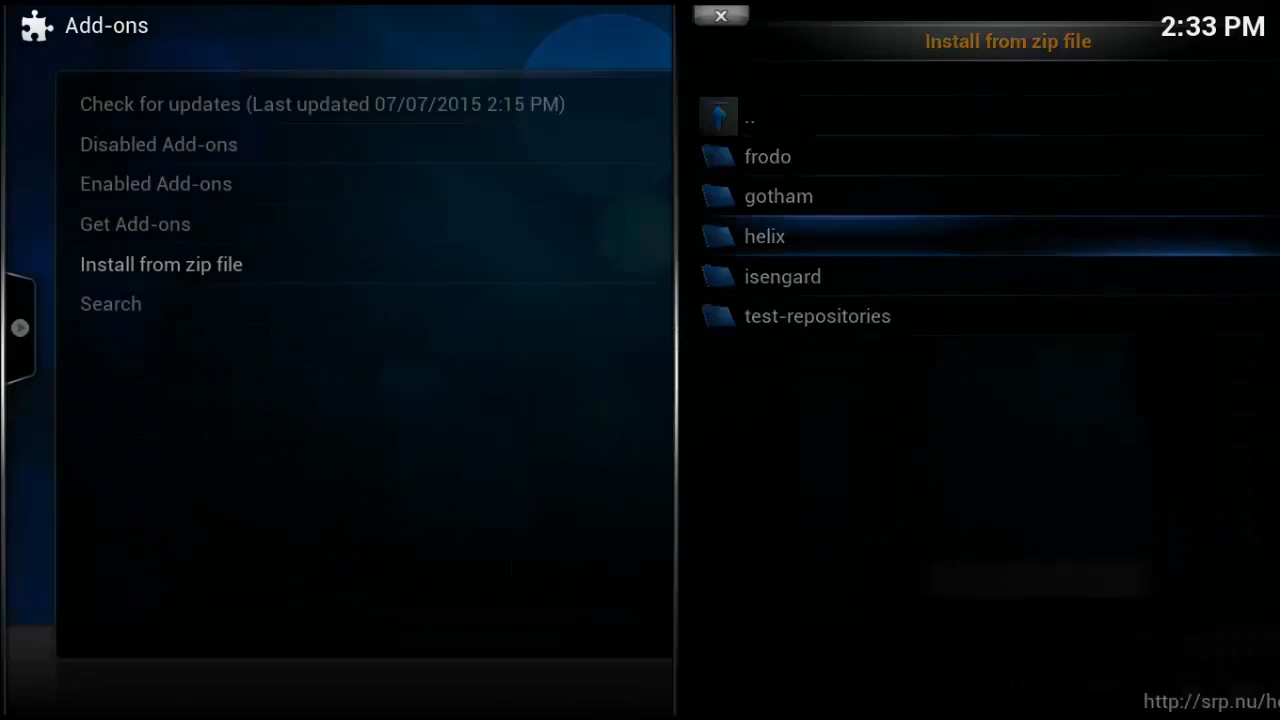 Add-ons
Check for updates (Last updated 07/07/2015 2:15 PM)
Disabled Add-ons
Enabled Add-ons
Get Add-ons
Install from zip file
Search
2:33 PM
Install from zip file
..
frodo
gotham
helix
isengard
test-repositories
http://srp.nu/h